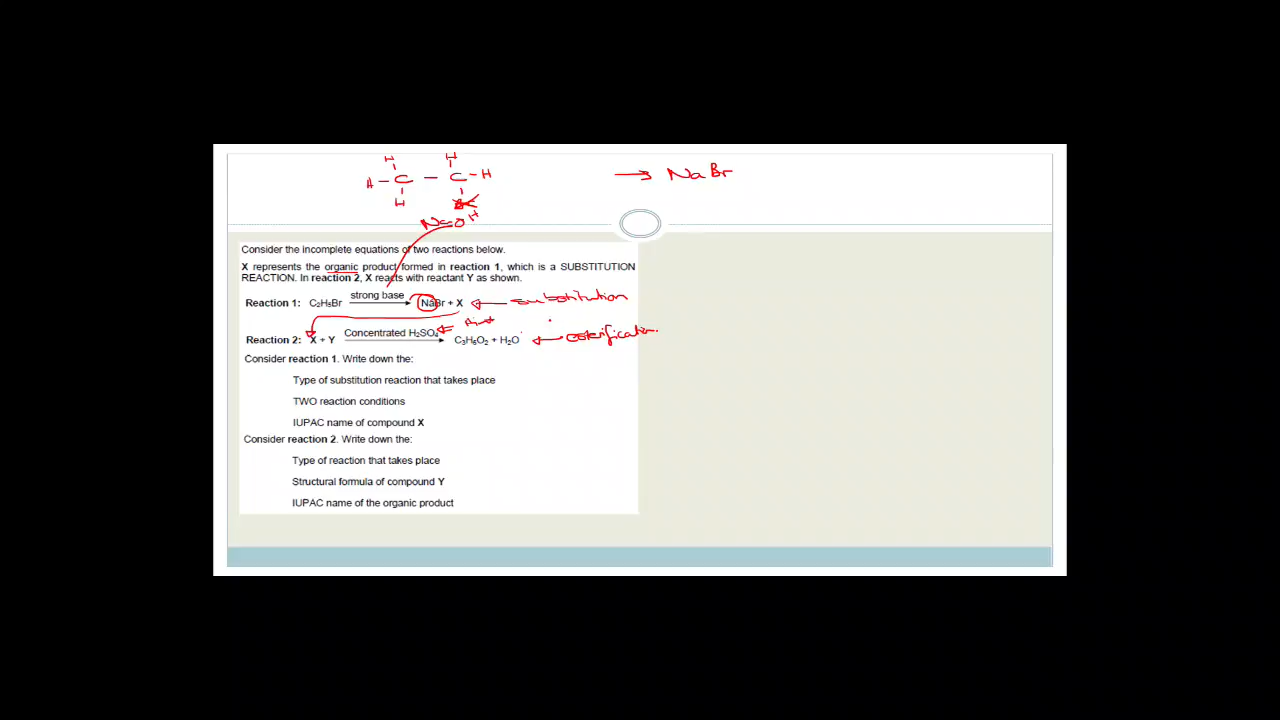 H H
H - C - C - H → NaBr
H Br
NaOH
Consider the incomplete equations of two reactions below.
X represents the organic product formed in reaction 1, which is a SUBSTITUTION
REACTION. In reaction 2, X reacts with reactant Y as shown.
strong base
Reaction 1: C₂H₅Br → NaBr + X substitution
Concentrated H₂SO₄
Reaction 2: X + Y → C₃H₆O₂ + H₂O esterification
Consider reaction 1. Write down the:
Type of substitution reaction that takes place
TWO reaction conditions
IUPAC name of compound X
Consider reaction 2. Write down the:
Type of reaction that takes place
Structural formula of compound Y
IUPAC name of the organic product